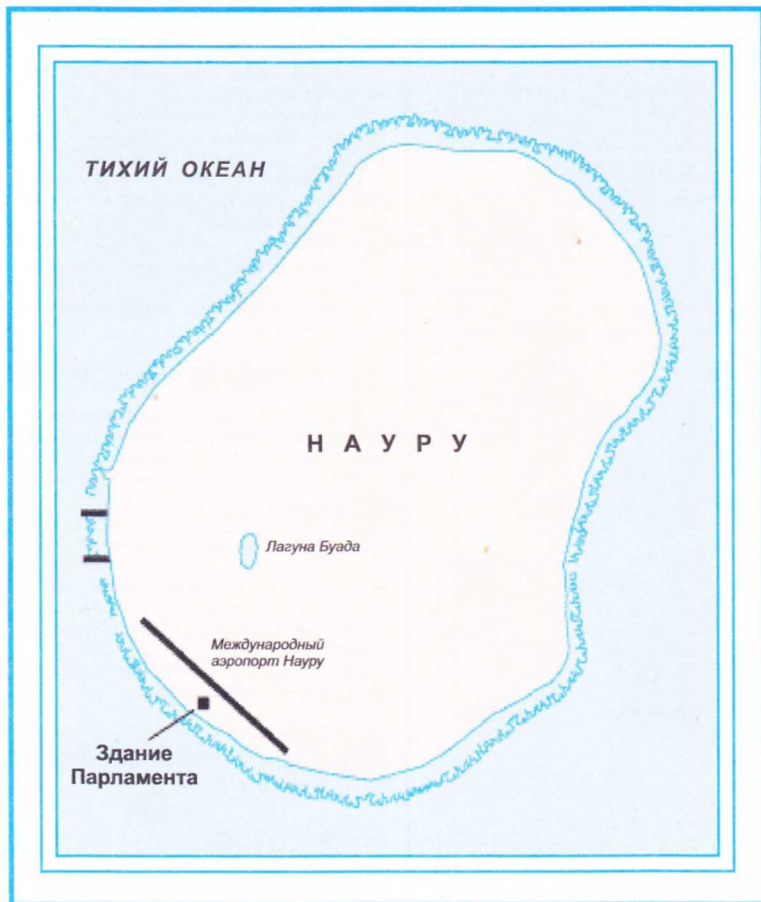 ТИХИЙ ОКЕАН
Н А У Р У
Лагуна Буада
Международный
аэропорт Науру
Здание
Парламента